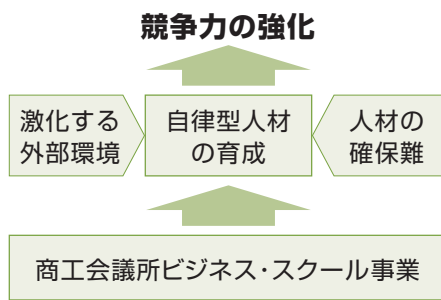 競争力の強化
激化する
外部環境
自律型人材
の育成
人材の
確保難
商工会議所ビジネス・スクール事業